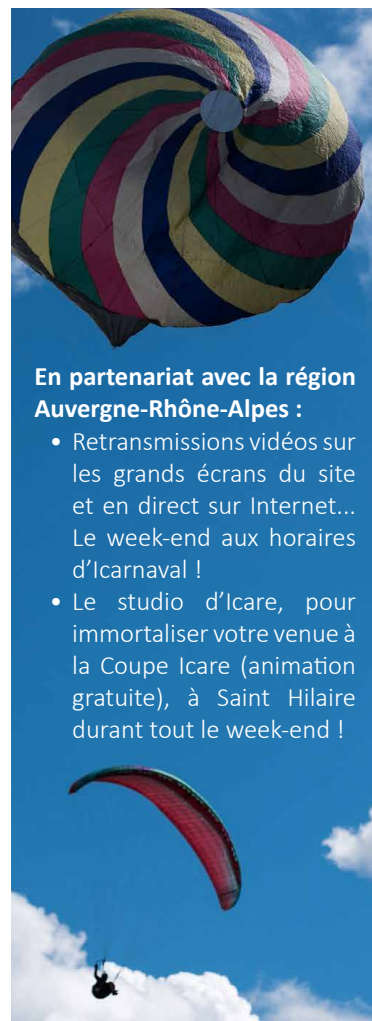 En partenariat avec la région
Auvergne-Rhône-Alpes :
• Retransmissions vidéos sur
les grands écrans du site
et en direct sur Internet...
Le week-end aux horaires
d’Icarnaval !
• Le studio d’Icare, pour
immortaliser votre venue à
la Coupe Icare (animation
gratuite), à Saint Hilaire
durant tout le week-end !